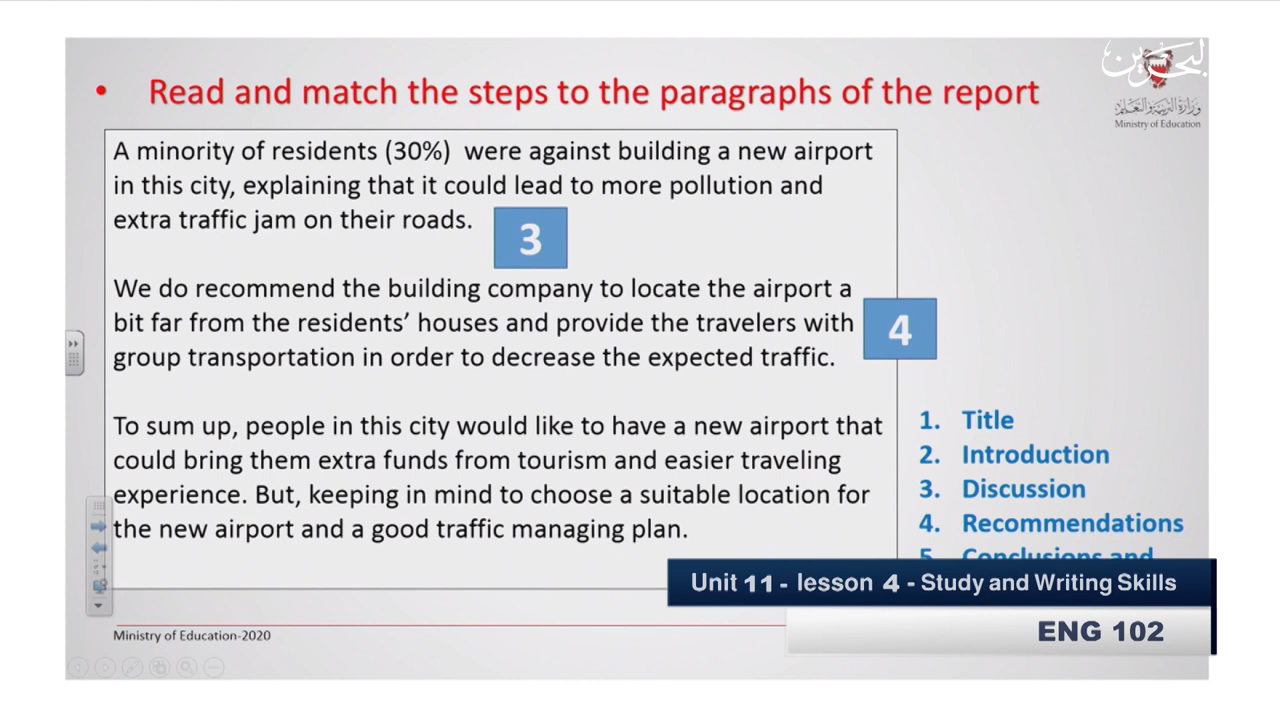 البحرين
• Read and match the steps to the paragraphs of the report
وزارة التربية والتعليم
Ministry of Education
A minority of residents (30%) were against building a new airport
in this city, explaining that it could lead to more pollution and
extra traffic jam on their roads.
3
We do recommend the building company to locate the airport a
bit far from the residents’ houses and provide the travelers with
group transportation in order to decrease the expected traffic.
4
To sum up, people in this city would like to have a new airport that
could bring them extra funds from tourism and easier traveling
experience. But, keeping in mind to choose a suitable location for
the new airport and a good traffic managing plan.
1. Title
2. Introduction
3. Discussion
4. Recommendations
5. Conclusions and
Unit 11 - lesson 4 - Study and Writing Skills
ENG 102
Ministry of Education-2020